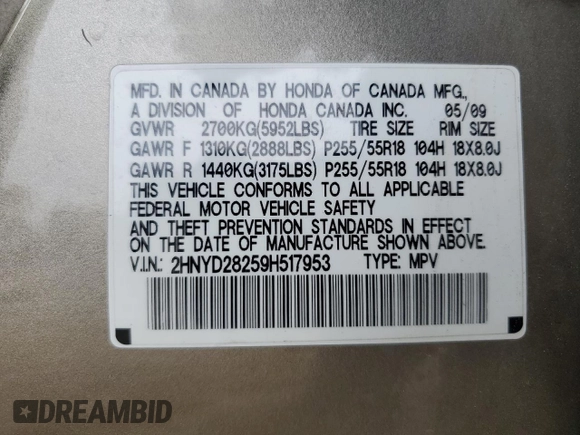 MFD. IN CANADA BY HONDA OF CANADA MFG.,
A DIVISION OF HONDA CANADA INC. 05/09
GVWR 2700KG(5952LBS) TIRE SIZE RIM SIZE
GAWR F 1310KG(2888LBS) P255/55R18 104H 18X8.0J
GAWR R 1440KG(3175LBS) P255/55R18 104H 18X8.0J
THIS VEHICLE CONFORMS TO ALL APPLICABLE
FEDERAL MOTOR VEHICLE SAFETY
AND THEFT PREVENTION STANDARDS IN EFFECT
ON THE DATE OF MANUFACTURE SHOWN ABOVE.
V.I.N.: 2HNYD28259H517953 TYPE: MPV
DREAMBID